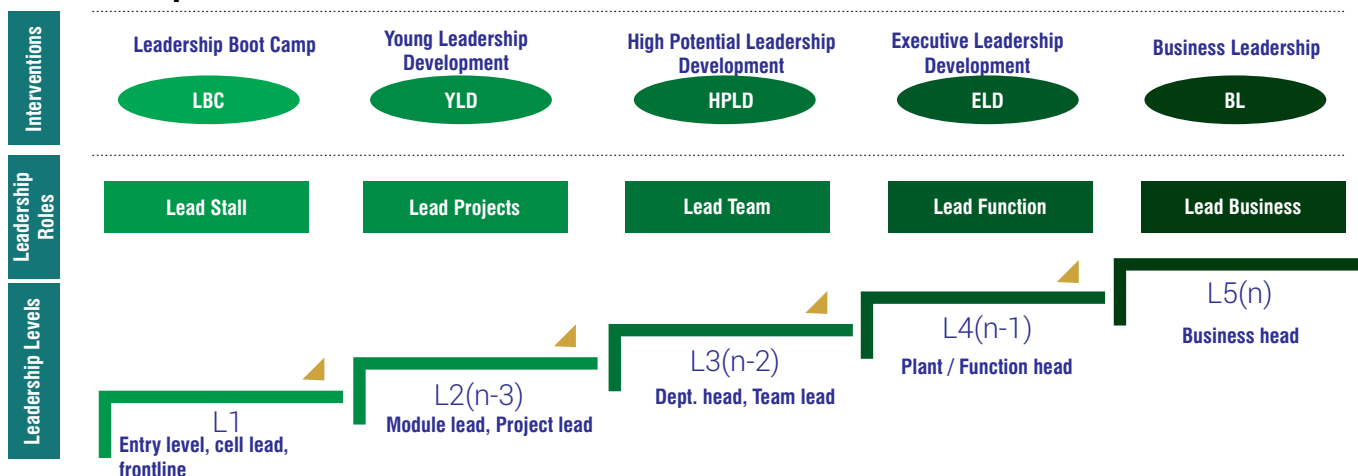 Interventions
Leadership Boot Camp
Young Leadership
Development
High Potential Leadership
Development
Executive Leadership
Development
Business Leadership
LBC
YLD
HPLD
ELD
BL
Leadership
Roles
Lead Stall
Lead Projects
Lead Team
Lead Function
Lead Business
Leadership Levels
L1
Entry level, cell lead,
frontline
L2(n-3)
Module lead, Project lead
L3(n-2)
Dept. head, Team lead
L4(n-1)
Plant / Function head
L5(n)
Business head